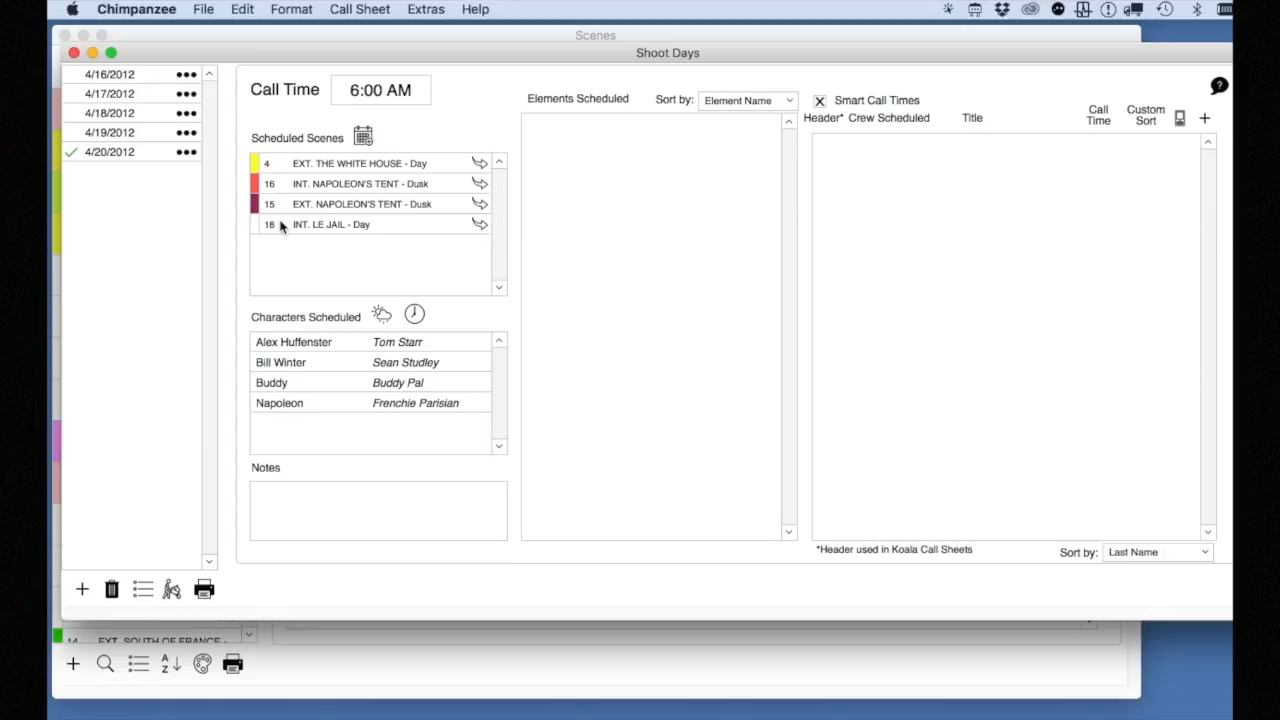 Chimpanzee File Edit Format Call Sheet Extras Help
Scenes
Shoot Days
4/16/2012
4/17/2012
4/18/2012
4/19/2012
4/20/2012
Call Time 6:00 AM
Scheduled Scenes
4 EXT. THE WHITE HOUSE - Day
16 INT. NAPOLEON'S TENT - Dusk
15 EXT. NAPOLEON'S TENT - Dusk
18 INT. LE JAIL - Day
Characters Scheduled
Alex Huffenster Tom Starr
Bill Winter Sean Studley
Buddy Buddy Pal
Napoleon Frenchie Parisian
Notes
Elements Scheduled Sort by: Element Name
X Smart Call Times
Header* Crew Scheduled Title Call Time Custom Sort
*Header used in Koala Call Sheets
Sort by: Last Name
14 EXT. SOUTH OF FRANCE -